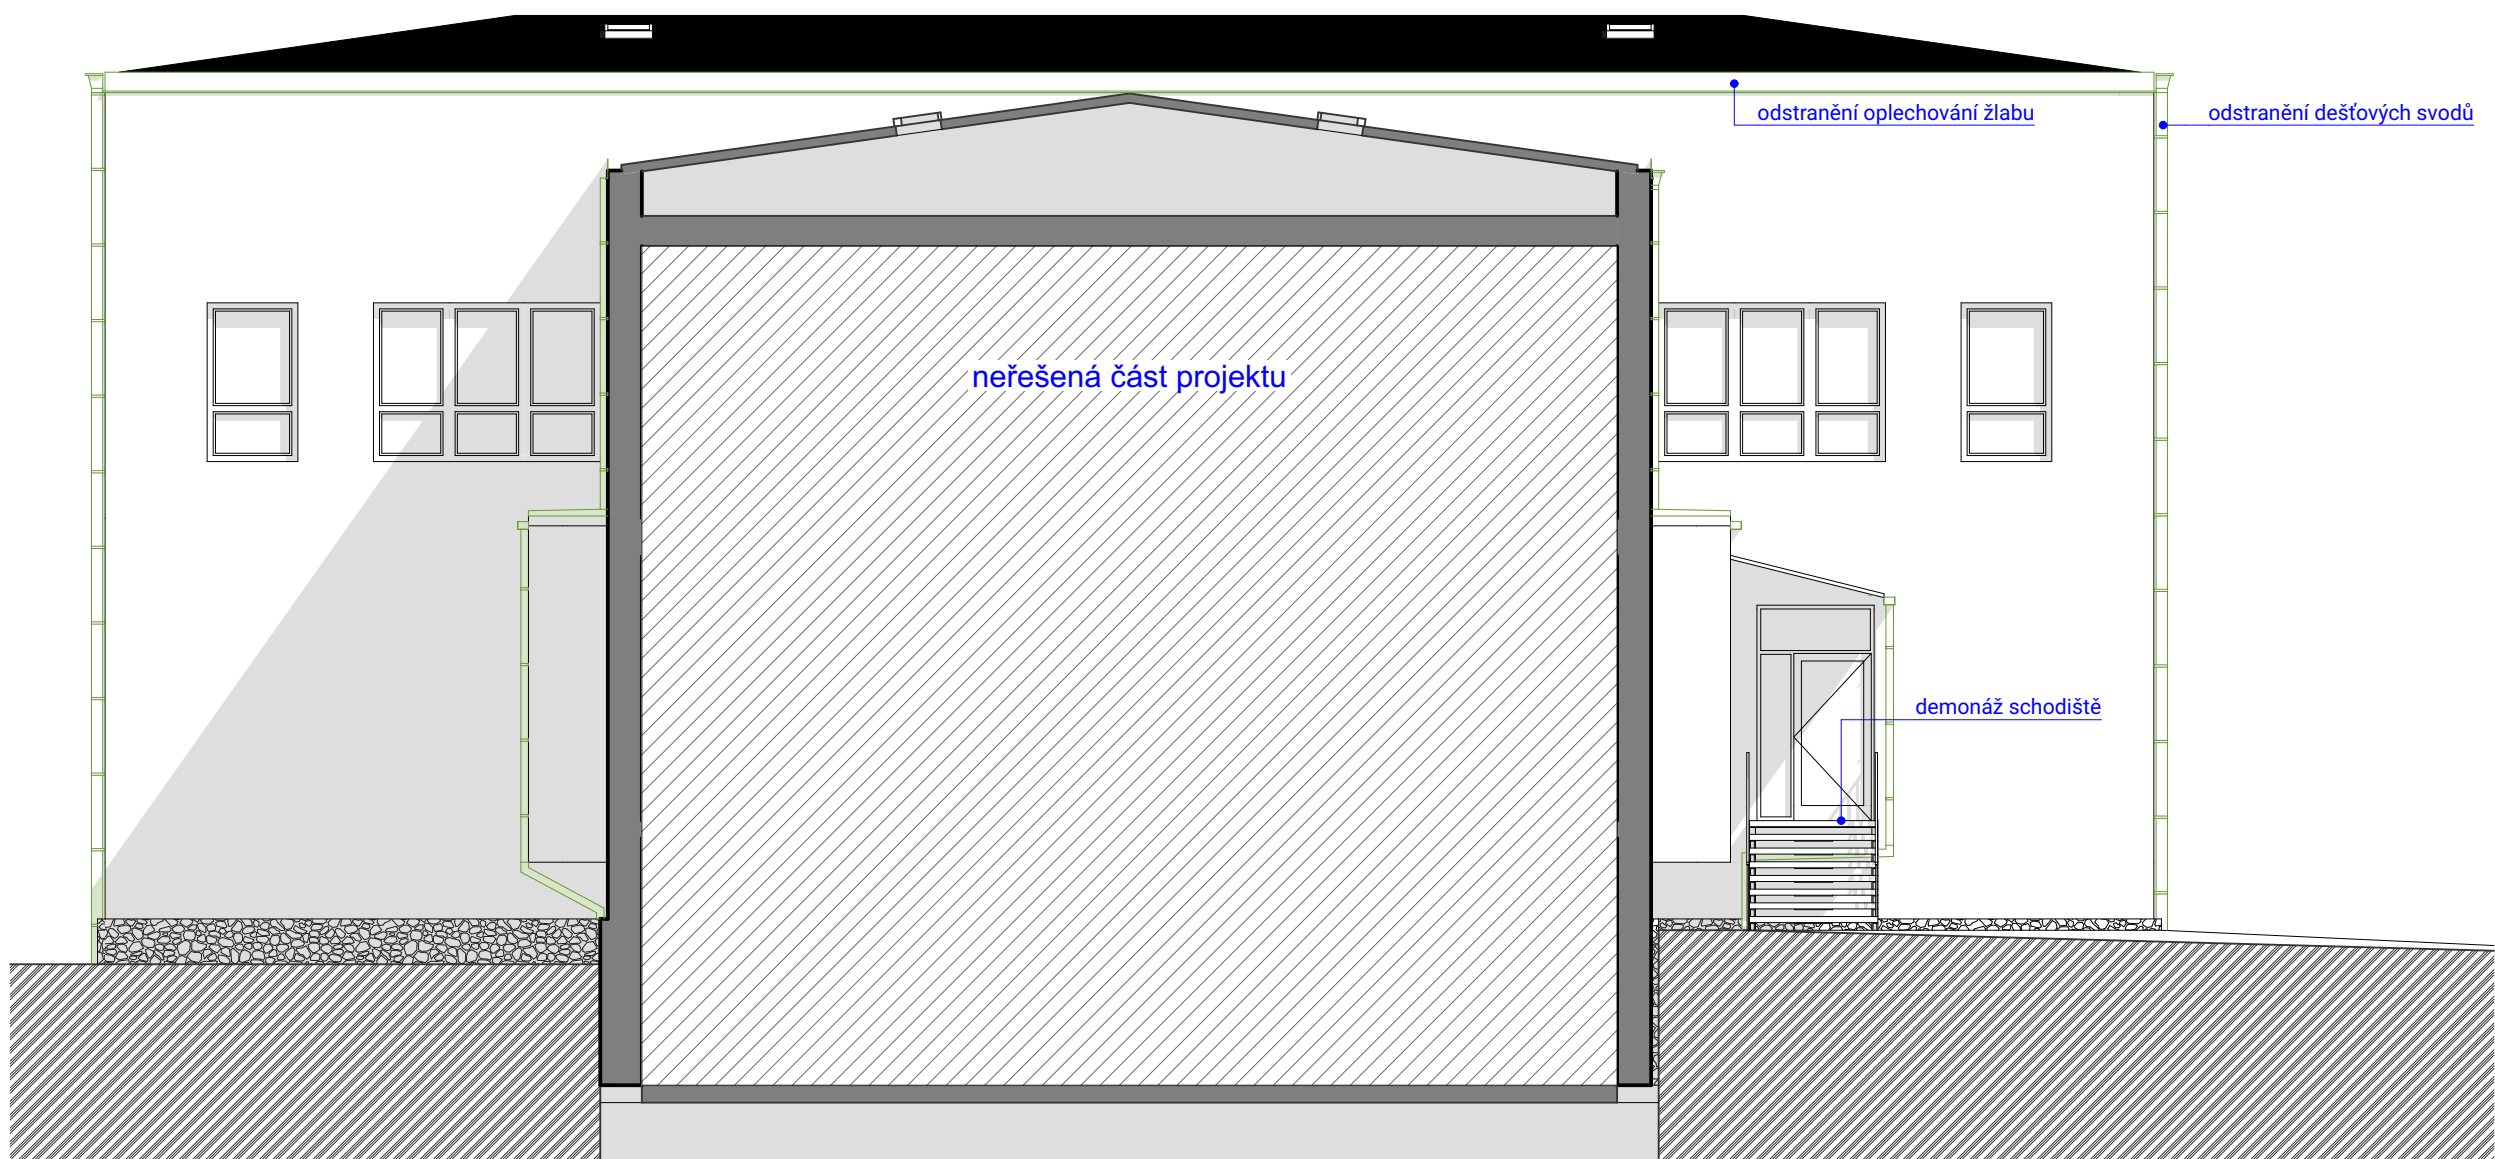 odstranění oplechování žlabu
odstranění dešťových svodů
neřešená část projektu
demonáž schodiště